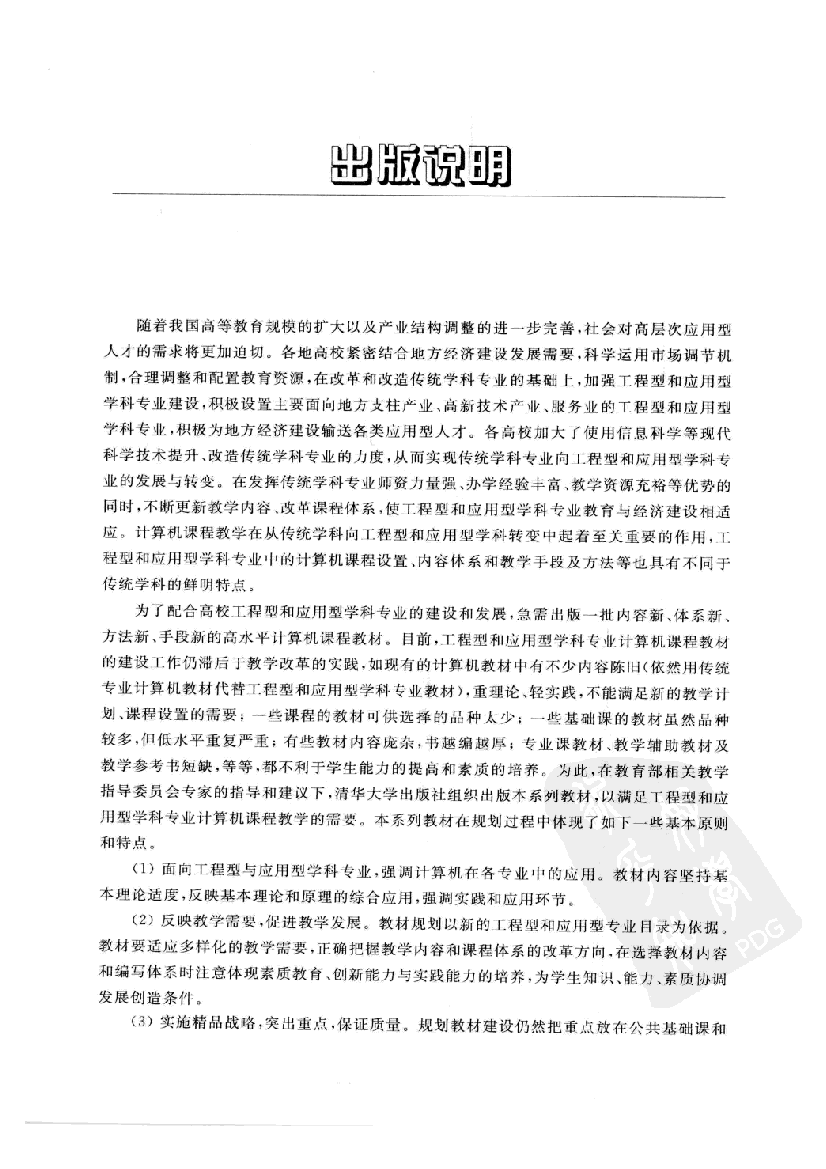 出版说明
随着我国高等教育规模的扩大以及产业结构调整的进一步完善,社会对高层次应用型
人才的需求将更加迫切。各地高校紧密结合地方经济建设发展需要,科学运用市场调节机
制,合理调整和配置教育资源,在改革和改造传统学科专业的基础上,加强工程型和应用型
学科专业建设,积极设置主要面向地方支柱产业、高新技术产业、服务业的工程型和应用型
学科专业,积极为地方经济建设输送各类应用型人才。各高校加大了使用信息科学等现代
科学技术提升、改造传统学科专业的力度,从而实现传统学科专业向工程型和应用型学科专
业的发展与转变。在发挥传统学科专业师资力量强、办学经验丰富、教学资源充裕等优势的
同时,不断更新教学内容、改革课程体系,使工程型和应用型学科专业教育与经济建设相适
应。计算机课程教学在从传统学科向工程型和应用型学科转变中起着至关重要的作用,工
程型和应用型学科专业中的计算机课程设置、内容体系和教学手段及方法等也具有不同于
传统学科的鲜明特点。
为了配合高校工程型和应用型学科专业的建设和发展,急需出版一批内容新、体系新、
方法新、手段新的高水平计算机课程教材。目前,工程型和应用型学科专业计算机课程教材
的建设工作仍滞后于教学改革的实践,如现有的计算机教材中有不少内容陈旧(依然用传统
专业计算机教材代替工程型和应用型学科专业教材),重理论、轻实践,不能满足新的教学计
划、课程设置的需要;一些课程的教材可供选择的品种太少;一些基础课的教材虽然品种
较多,但低水平重复严重;有些教材内容庞杂,书越编越厚;专业课教材、教学辅助教材及
教学参考书短缺,等等,都不利于学生能力的提高和素质的培养。为此,在教育部相关教学
指导委员会专家的指导和建议下,清华大学出版社组织出版本系列教材,以满足工程型和应
用型学科专业计算机课程教学的需要。本系列教材在规划过程中体现了如下一些基本原则
和特点。
(1) 面向工程型与应用型学科专业,强调计算机在各专业中的应用。教材内容坚持基
本理论适度,反映基本理论和原理的综合应用,强调实践和应用环节。
(2) 反映教学需要,促进教学发展。教材规划以新的工程型和应用型专业目录为依据。
教材要适应多样化的教学需要,正确把握教学内容和课程体系的改革方向,在选择教材内容
和编写体系时注意体现素质教育、创新能力与实践能力的培养,为学生知识、能力、素质协调
发展创造条件。
(3) 实施精品战略,突出重点,保证质量。规划教材建设仍然把重点放在公共基础课和
PDG